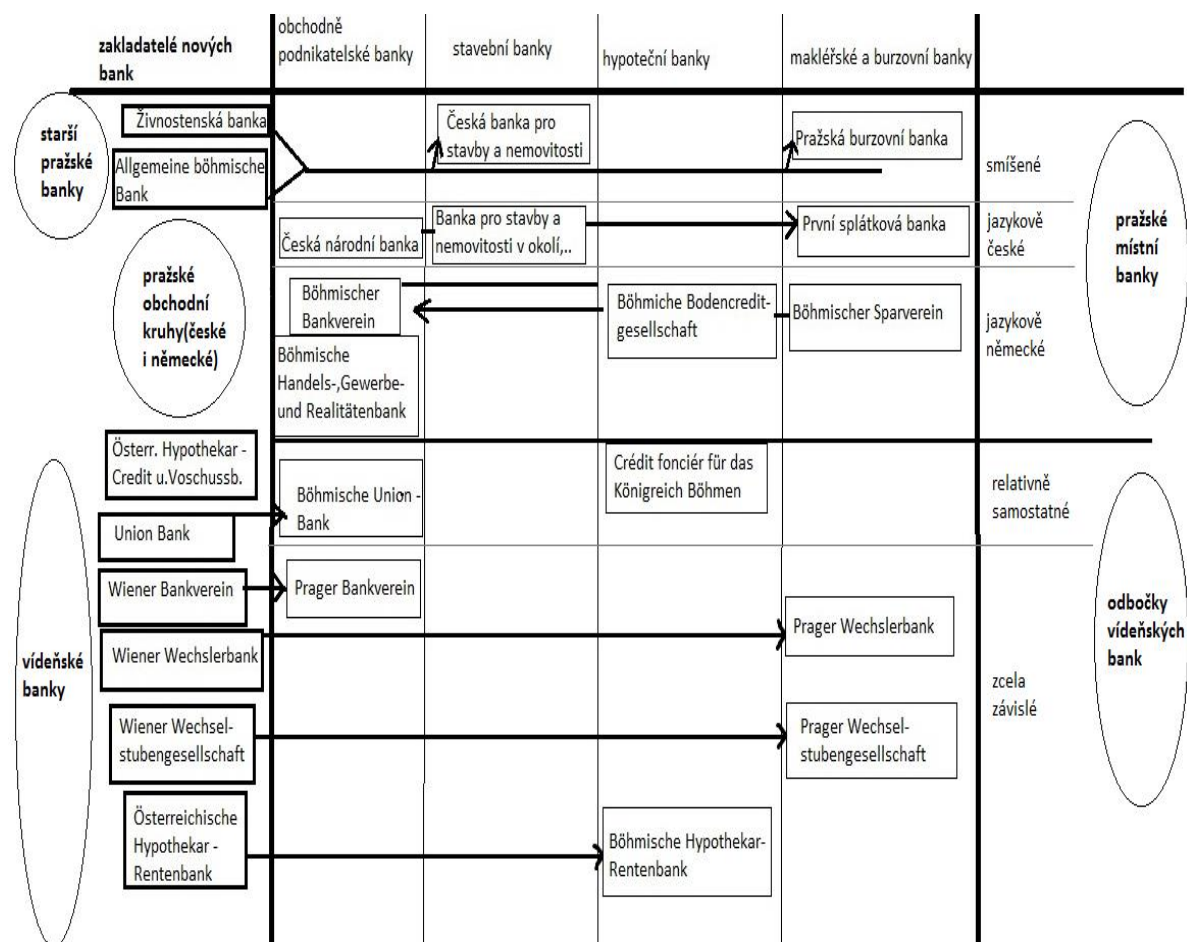 zakladatelé nových
bank
obchodně
podnikatelské banky
stavební banky
hypoteční banky
makléřské a burzovní banky
starší
pražské
banky
Živnostenská banka
Allgemeine böhmische
Bank
Česká banka pro
stavby a nemovitosti
Pražská burzovní banka
smíšené
Česká národní banka
Banka pro stavby a
nemovitosti v okolí,..
První splátková banka
jazykově
české
pražské
místní
banky
pražské
obchodní
kruhy(české
i německé)
Böhmischer
Bankverein
Böhmiche Bodencredit-
gesellschaft
Böhmischer Sparverein
jazykově
německé
Böhmische
Handels-,Gewerbe-
und Realitätenbank
Österr. Hypothekar -
Credit u.Voschussb.
Union Bank
Böhmische Union -
Bank
Crédit fonciér für das
Königreich Böhmen
relativně
samostatné
Wiener Bankverein
Prager Bankverein
vídeňské
banky
Wiener Wechslerbank
Prager Wechslerbank
odbočky
vídeňských
bank
zcela
závislé
Wiener Wechsel-
stubengesellschaft
Prager Wechsel-
stubengesellschaft
Österreichische
Hypothekar -
Rentenbank
Böhmische Hypothekar-
Rentenbank